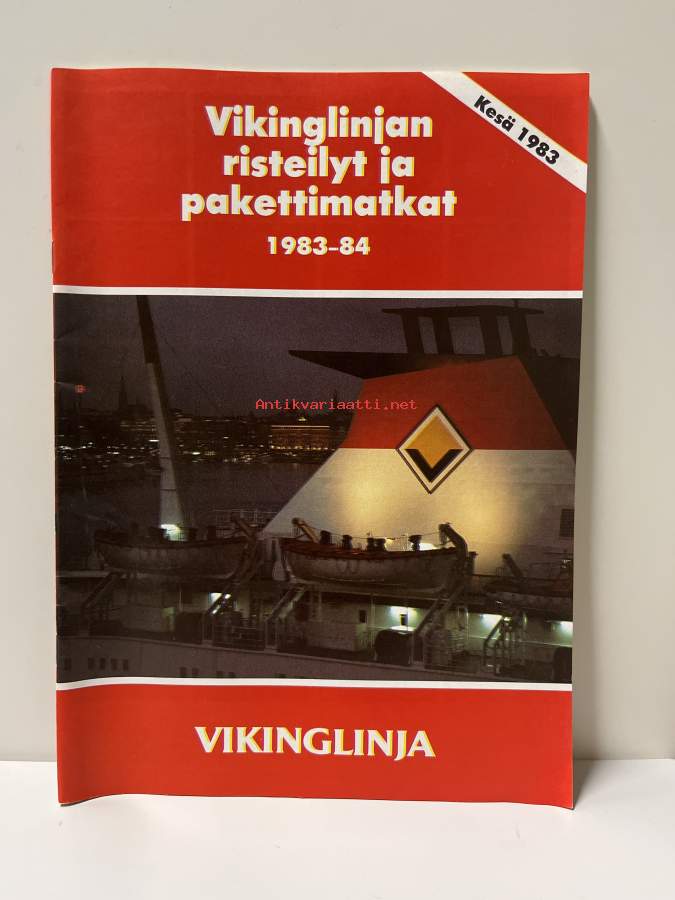 Kesä 1983
Vikinglinjan
risteilyt ja
pakettimatkat
1983-84
Antikvariaatti.net
VIKINGLINJA